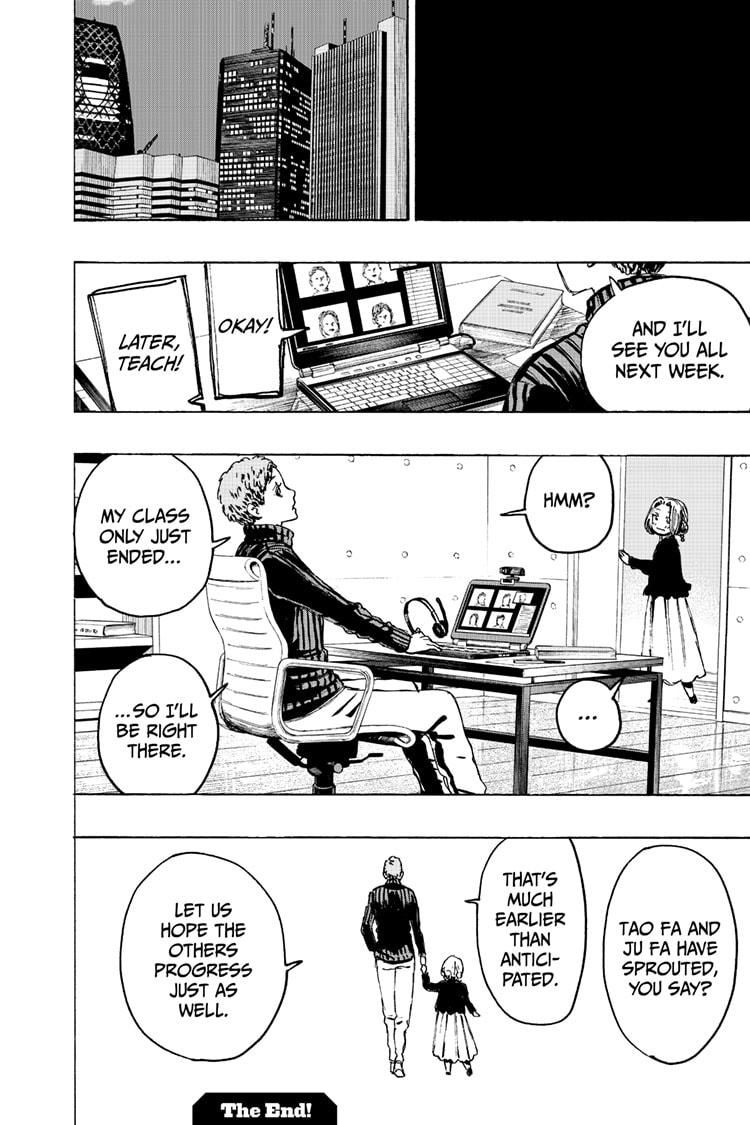 AND I'LL
SEE YOU ALL
NEXT WEEK.
OKAY!
LATER,
TEACH!
HMM?
MY CLASS
ONLY JUST
ENDED...
...
...SO I'LL
BE RIGHT
THERE.
TAO FA AND
JU FA HAVE
SPROUTED,
YOU SAY?
THAT'S
MUCH
EARLIER
THAN
ANTICI-
PATED.
LET US
HOPE THE
OTHERS
PROGRESS
JUST AS
WELL.
The End!